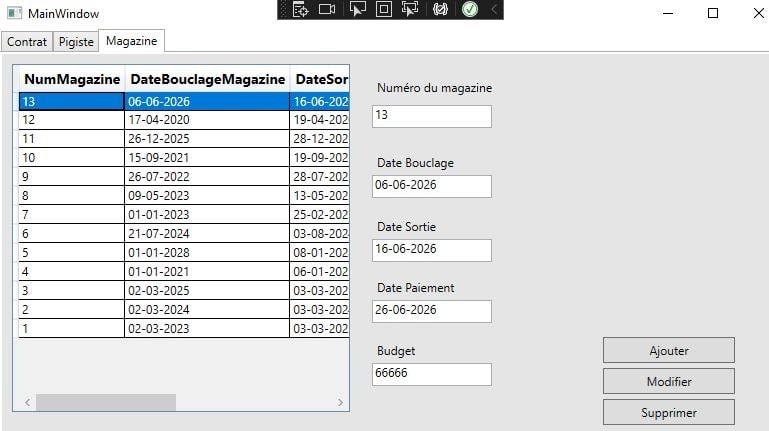 MainWindow
Contrat Pigiste Magazine
NumMagazine DateBouclageMagazine DateSor
13 06-06-2026 16-06-202
12 17-04-2020 19-04-202
11 26-12-2025 28-12-202
10 15-09-2021 19-09-202
9 26-07-2022 28-07-202
8 09-05-2023 13-05-202
7 01-01-2023 25-02-202
6 21-07-2024 03-08-202
5 01-01-2028 08-01-202
4 01-01-2021 06-01-202
3 02-03-2025 03-03-202
2 02-03-2024 03-03-202
1 02-03-2023 03-03-202
Numéro du magazine
13
Date Bouclage
06-06-2026
Date Sortie
16-06-2026
Date Paiement
26-06-2026
Budget
66666
Ajouter
Modifier
Supprimer